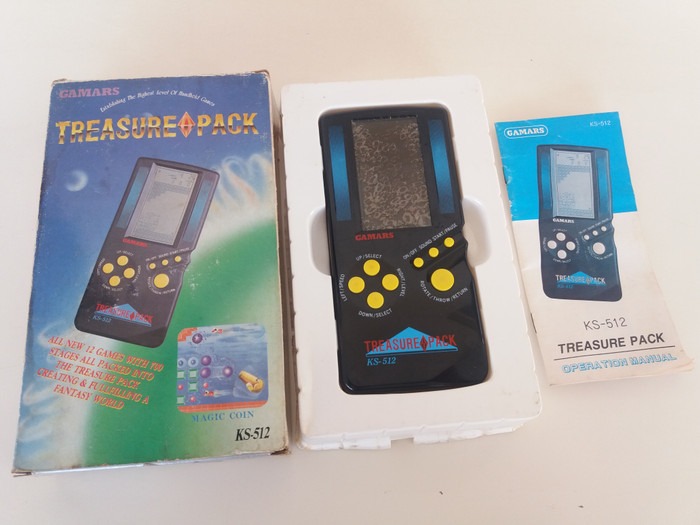 GAMARS
Establishing The Highest Level Of Handheld Games
TREASURE PACK
GAMARS
TREASURE PACK
KS-512
ALL NEW 12 GAMES WITH
STAGES ALL PACKED INTO
THE TREASURE PACK
CREATING & FULFILLING A
FANTASY WORLD
MAGIC COIN
KS-512
GAMARS
ON/OFF SOUND START/PAUSE
UP/SELECT
LEFT/SPEED
RIGHT/LEVEL
DOWN/SELECT
ROTATE/THROW/RETURN
TREASURE PACK
KS-512
GAMARS
KS-512
GAMARS
TREASURE PACK
KS-512
KS-512
TREASURE PACK
OPERATION MANUAL